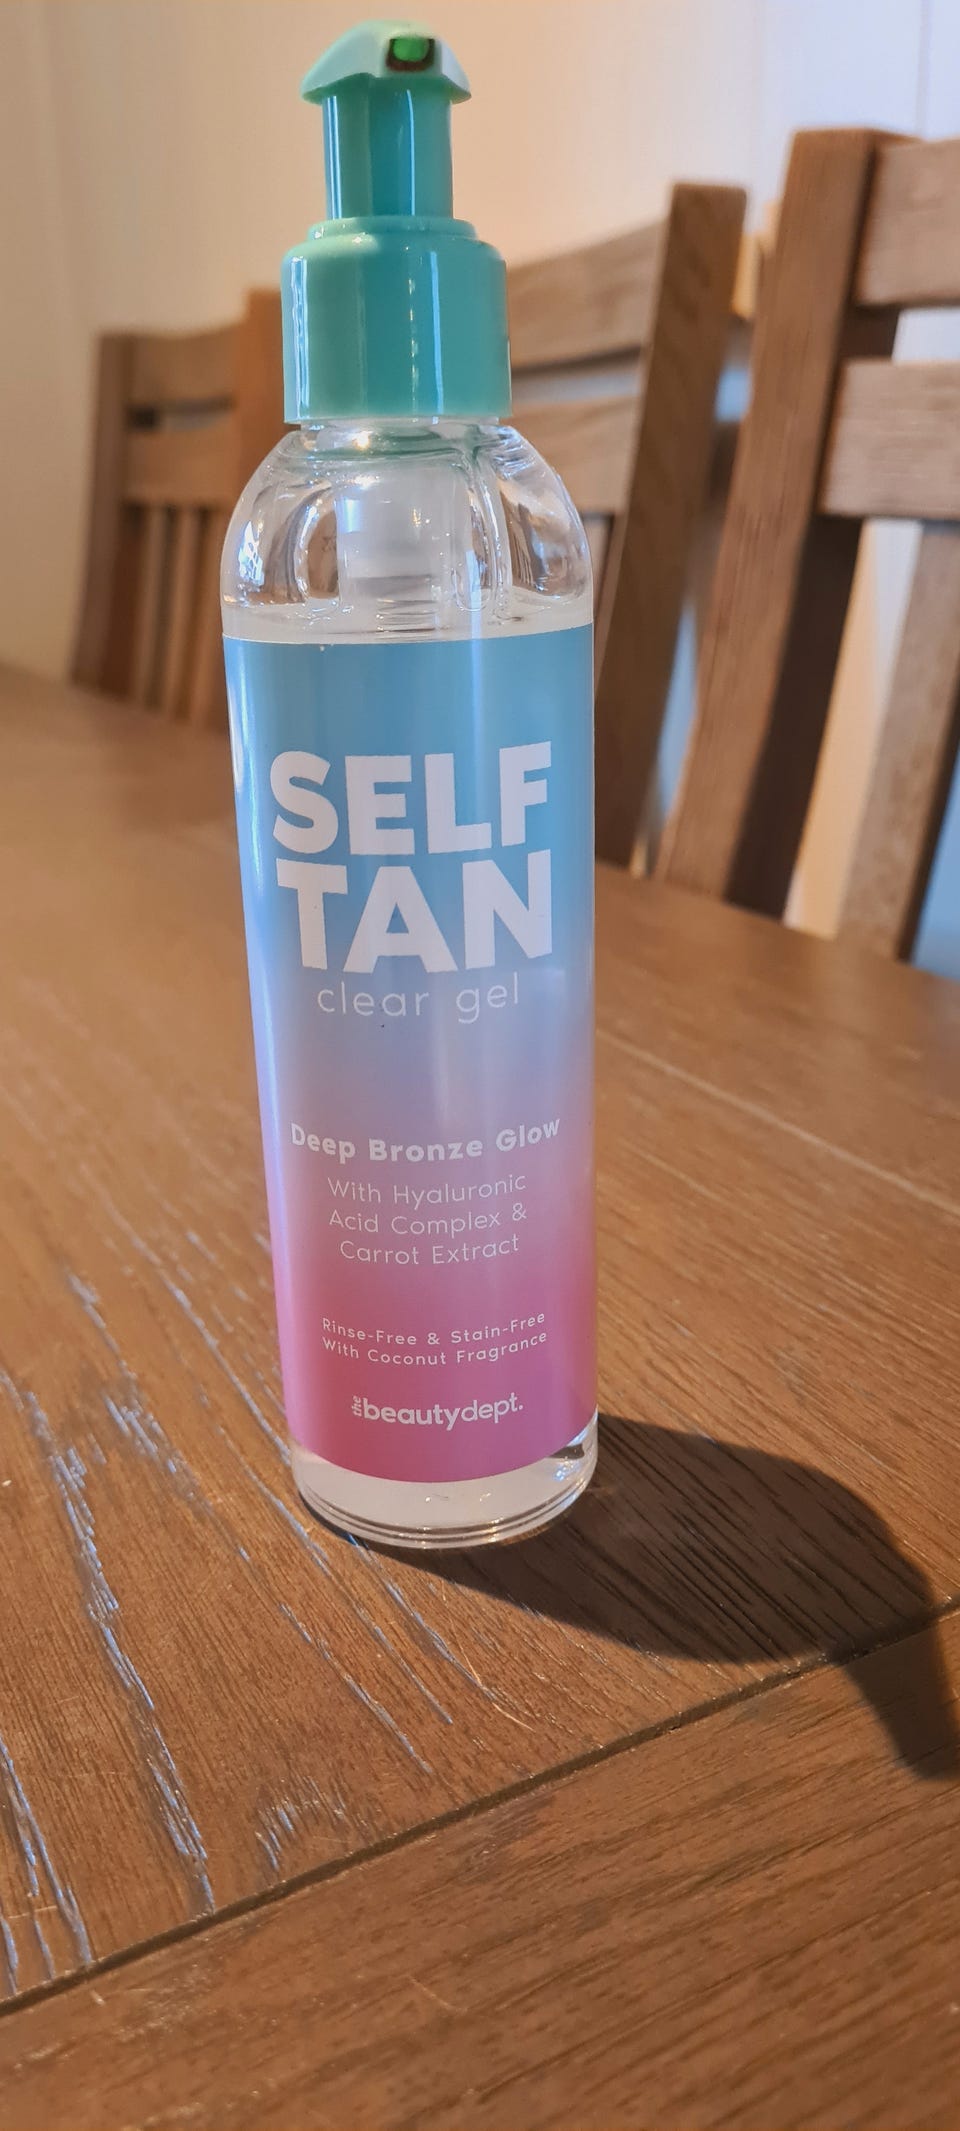 SELF
TAN
clear gel
Deep Bronze Glow
With Hyaluronic
Acid Complex &
Carrot Extract
Rinse-Free & Stain-Free
With Coconut Fragrance
the beautydept.